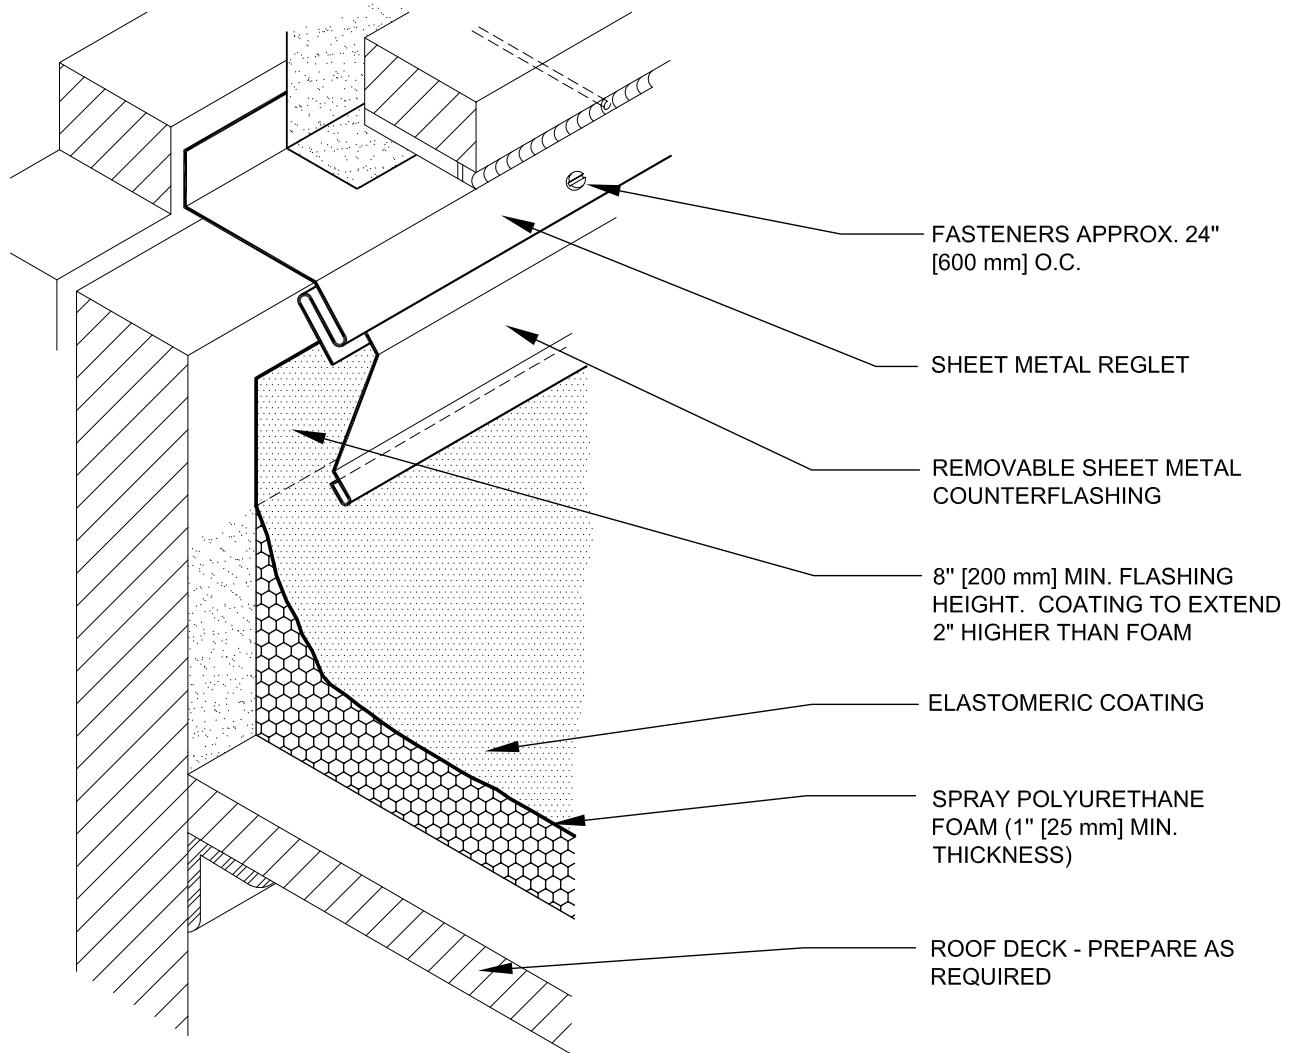 FASTENERS APPROX. 24"
[600 mm] O.C.
SHEET METAL REGLET
REMOVABLE SHEET METAL
COUNTERFLASHING
8" [200 mm] MIN. FLASHING
HEIGHT.  COATING TO EXTEND
2" HIGHER THAN FOAM
ELASTOMERIC COATING
SPRAY POLYURETHANE
FOAM (1" [25 mm] MIN.
THICKNESS)
ROOF DECK - PREPARE AS
REQUIRED